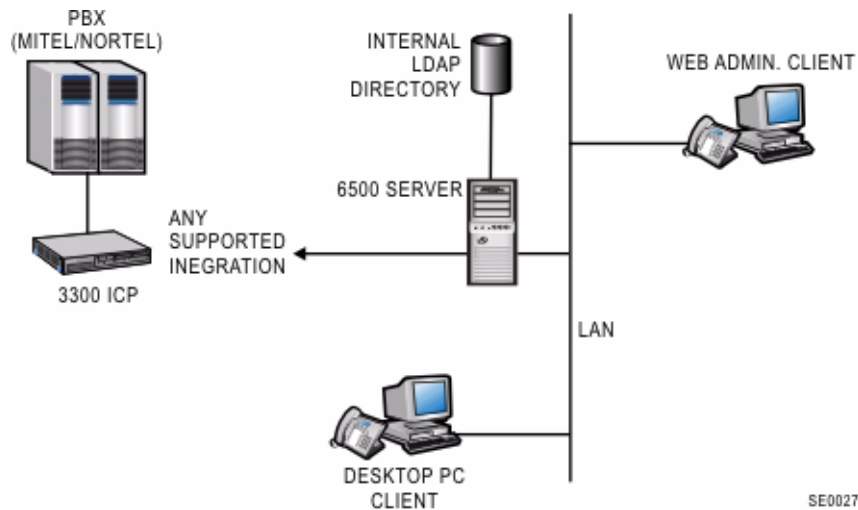 PBX
(MITEL/NORTEL)
INTERNAL
LDAP
DIRECTORY
WEB ADMIN. CLIENT
6500 SERVER
ANY
SUPPORTED
INEGRATION
3300 ICP
LAN
DESKTOP PC
CLIENT
SE0027